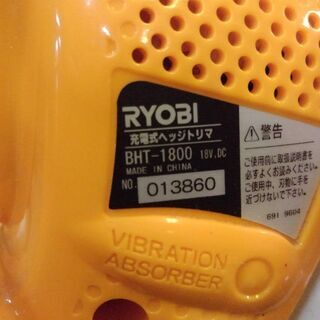 RYOBI
充電式ヘッジトリマ
BHT-1800 18V.DC
MADE IN CHINA
NO. 013860
⚠警告
ご使用前に取扱説明書を
必ずよくお読みください。
ご使用中、刃物に手を
近づけないでください。
691 9604
VIBRATION
ABSORBER